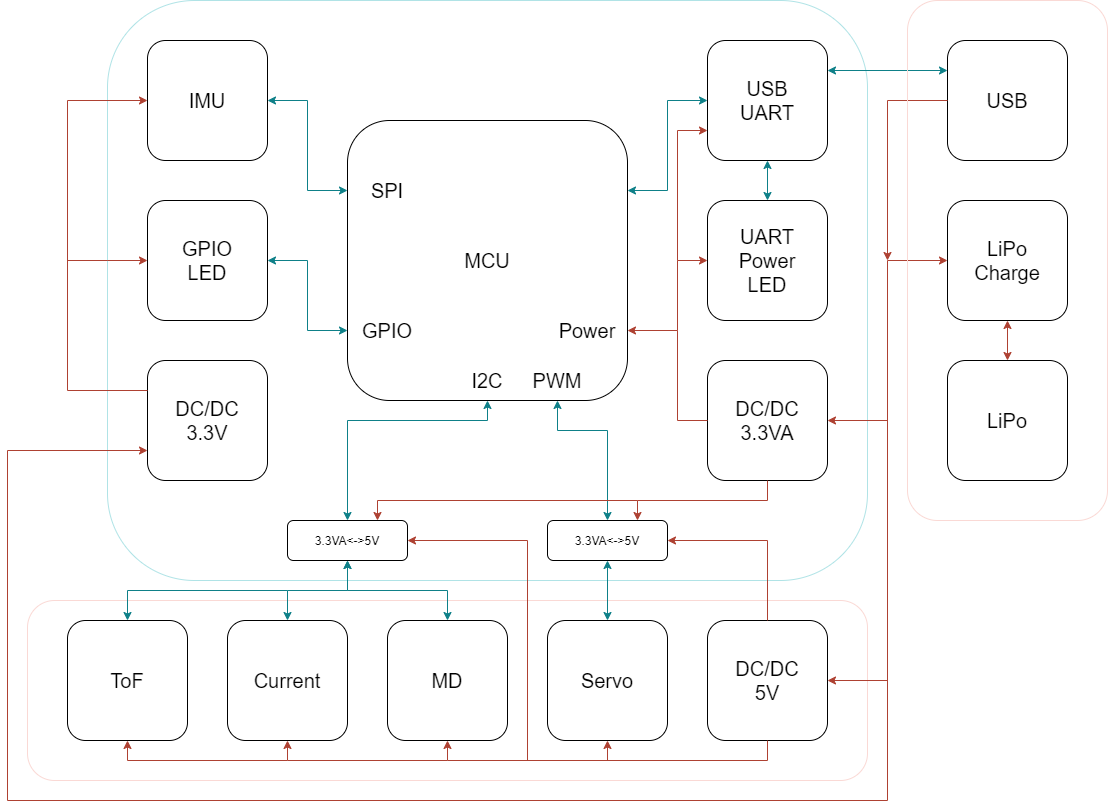 IMU
USB
UART
USB
SPI
MCU
GPIO
LED
UART
Power
LED
LiPo
Charge
GPIO
Power
I2C
PWM
DC/DC
3.3V
DC/DC
3.3VA
LiPo
3.3VA<->5V
3.3VA<->5V
ToF
Current
MD
Servo
DC/DC
5V